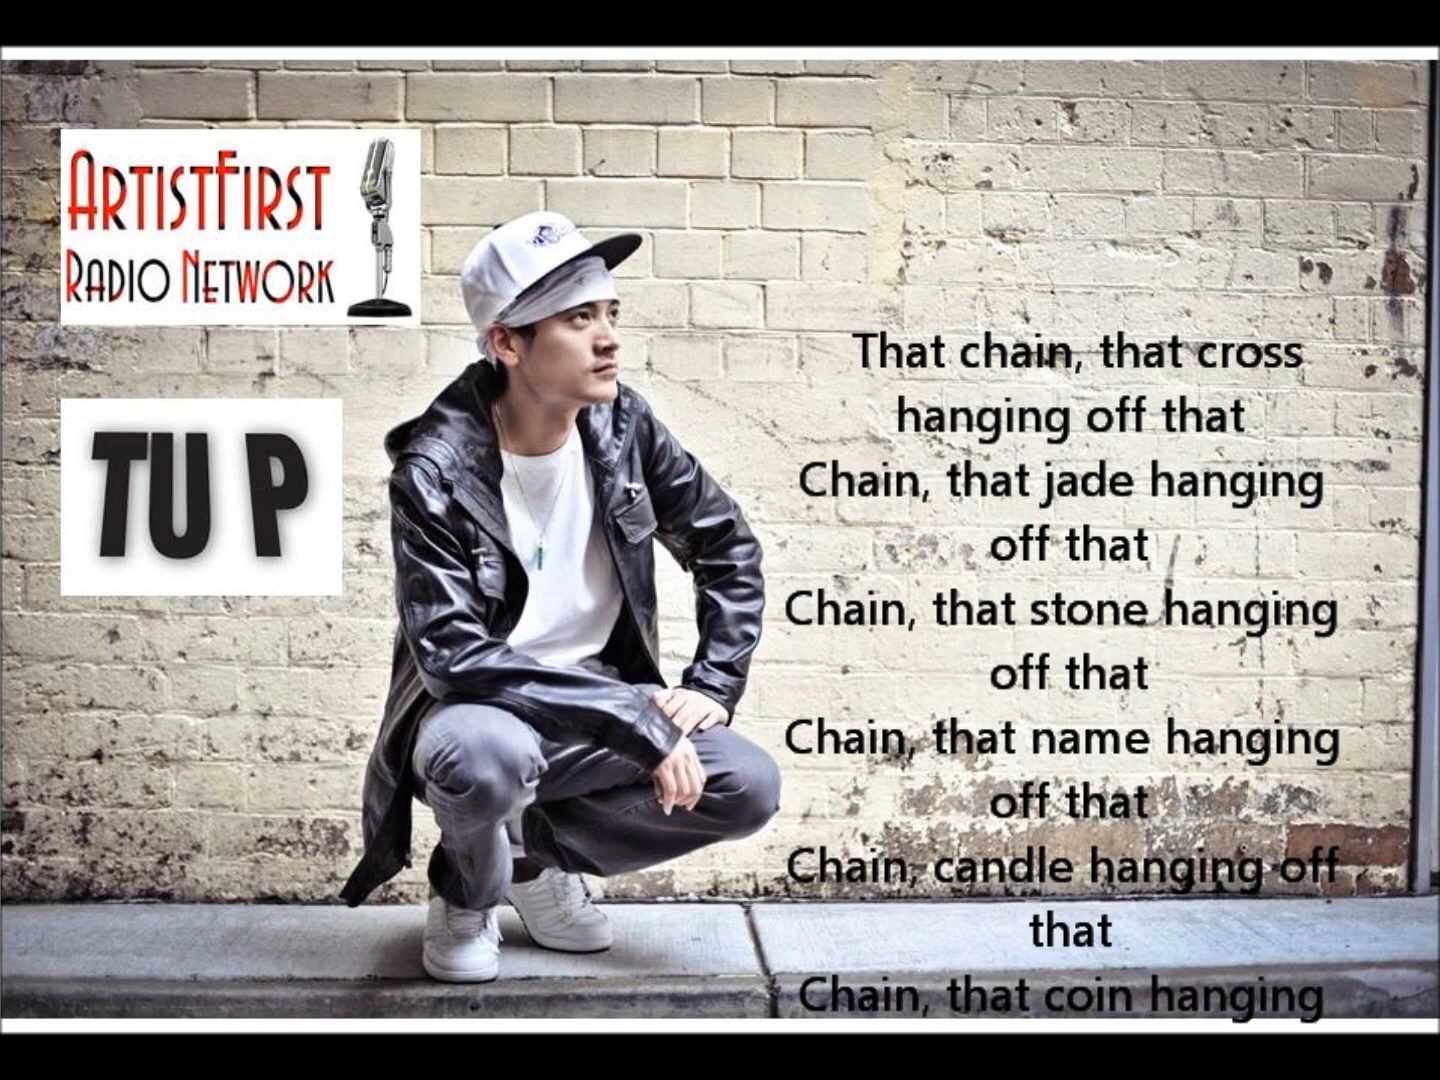 ARTISTFIRST
RADIO NETWORK
TU P
That chain, that cross
hanging off that
Chain, that jade hanging
off that
Chain, that stone hanging
off that
Chain, that name hanging
off that
Chain, candle hanging off
that
Chain, that coin hanging